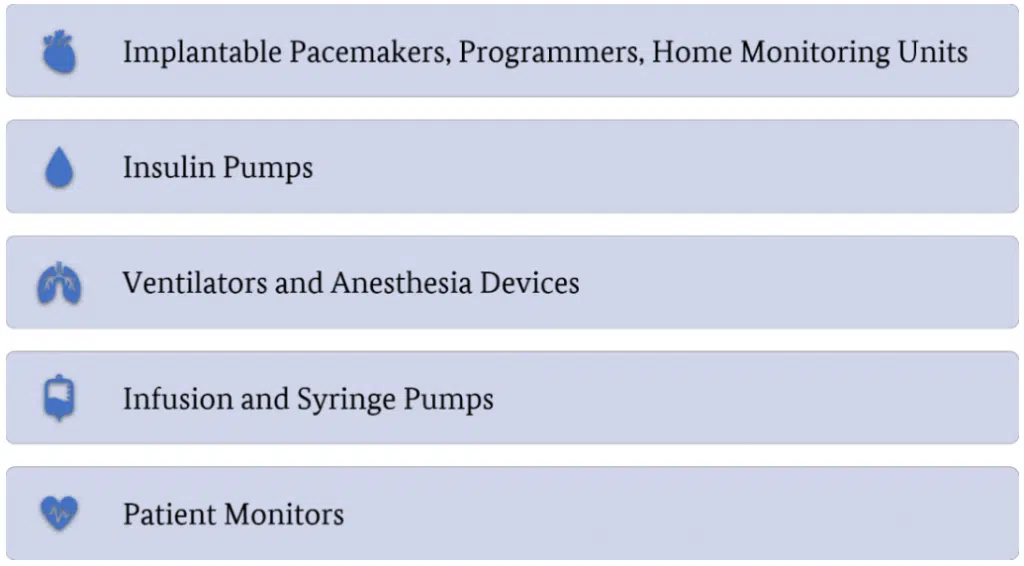 Implantable Pacemakers, Programmers, Home Monitoring Units
Insulin Pumps
Ventilators and Anesthesia Devices
Infusion and Syringe Pumps
Patient Monitors